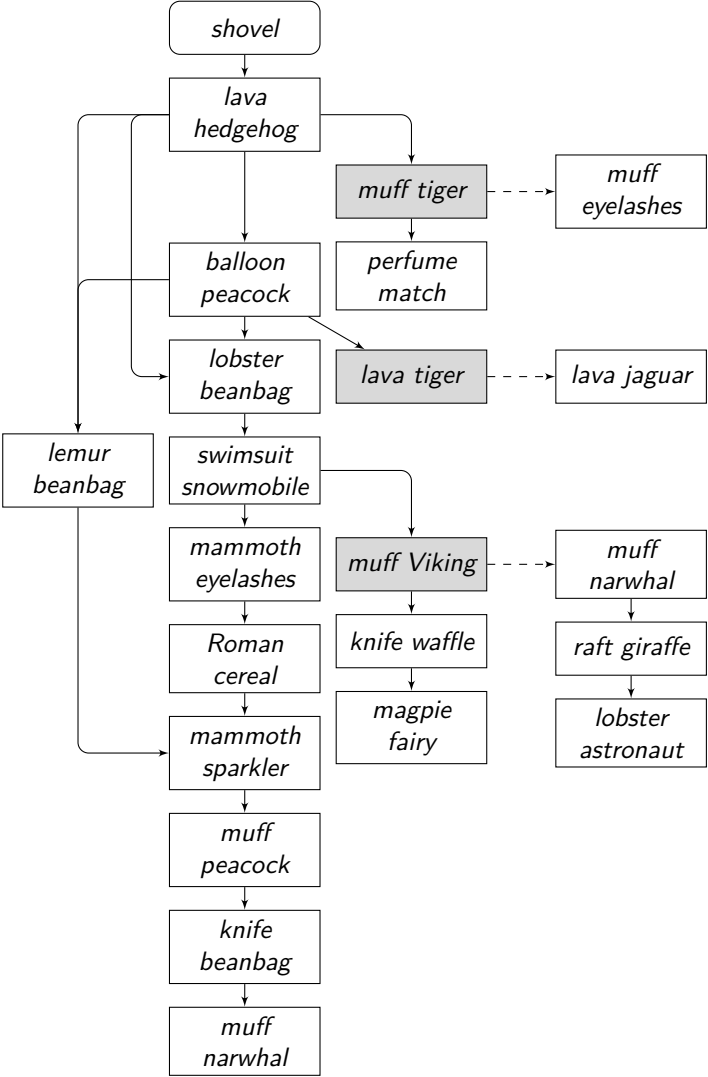 shovel
lava
hedgehog
muff tiger
muff
eyelashes
perfume
match
balloon
peacock
lobster
beanbag
lava tiger
lava jaguar
lemur
beanbag
swimsuit
snowmobile
mammoth
eyelashes
muff Viking
muff
narwhal
Roman
cereal
knife waffle
raft giraffe
mammoth
sparkler
magpie
fairy
lobster
astronaut
muff
peacock
knife
beanbag
muff
narwhal